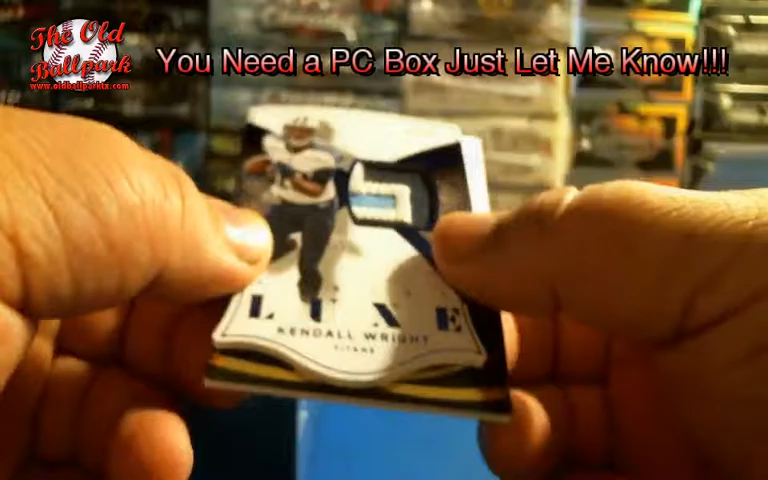 The Old
Ballpark
www.oldballparktx.com
You Need a PC Box Just Let Me Know!!!
LUXE
KENDALL WRIGHT
TITANS